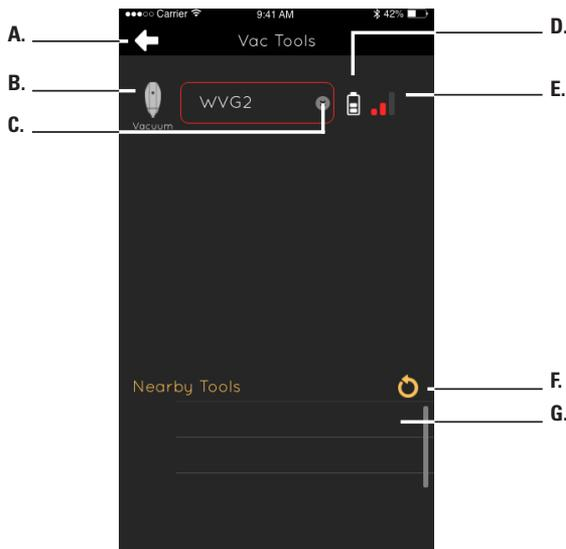 Carrier 9:41 AM 42%
A. Vac Tools D.
B. WVG2 E.
Vacuum
C.
Nearby Tools F.
G.